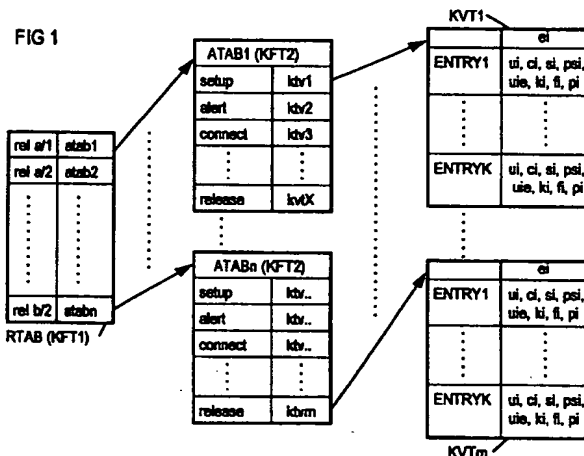 FIG 1
rel a/1 atab1
rel a/2 atab2
rel b/2 atabn
RTAB (KFT1)
ATAB1 (KFT2)
setup ktv1
alert ktv2
connect ktv3
release kvtX
ATABn (KFT2)
setup ktv..
alert ktv..
connect ktv..
release ktvm
KVT1
ei
ENTRY1 ui, ci, si, psi,
uie, ki, fi, pi
ENTRYK ui, ci, si, psi,
uie, ki, fi, pi
ei
ENTRY1 ui, ci, si, psi,
uie, ki, fi, pi
ENTRYK ui, ci, si, psi,
uie, ki, fi, pi
KVTm